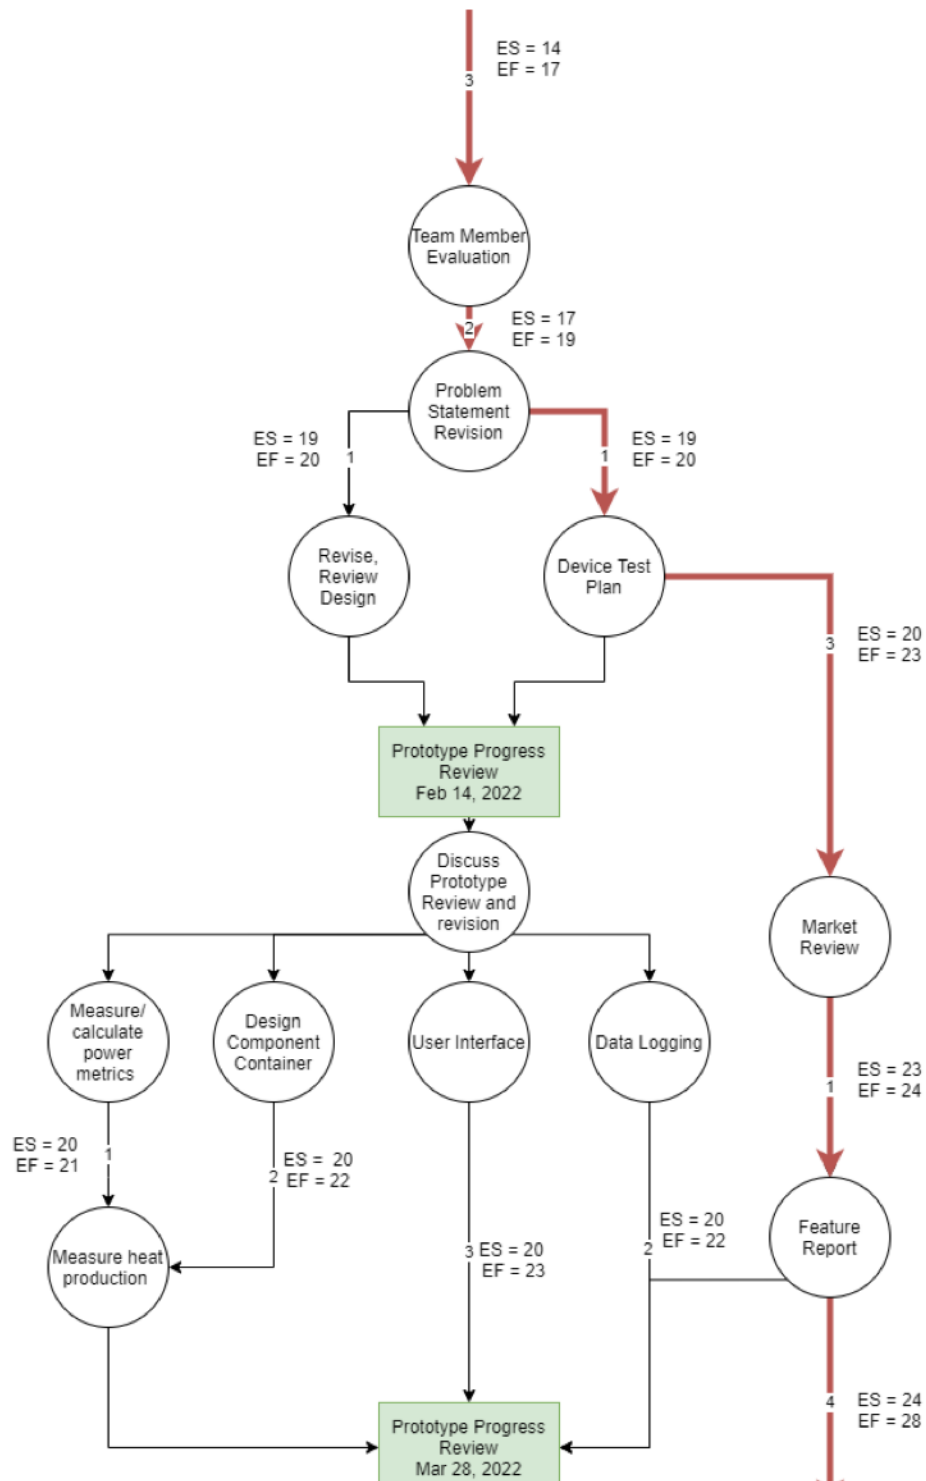 ES = 14
EF = 17
3
Team Member
Evaluation
2
ES = 17
EF = 19
Problem
Statement
Revision
ES = 19
EF = 20
1
1
ES = 19
EF = 20
Revise,
Review
Design
Device Test
Plan
3
ES = 20
EF = 23
Prototype Progress
Review
Feb 14, 2022
Discuss
Prototype
Review and
revision
Market
Review
Measure/
calculate
power
metrics
Design
Component
Container
User Interface
Data Logging
1
ES = 23
EF = 24
ES = 20
EF = 21
1
2
ES = 20
EF = 22
Measure heat
production
3
ES = 20
EF = 23
2
ES = 20
EF = 22
Feature
Report
4
ES = 24
EF = 28
Prototype Progress
Review
Mar 28, 2022